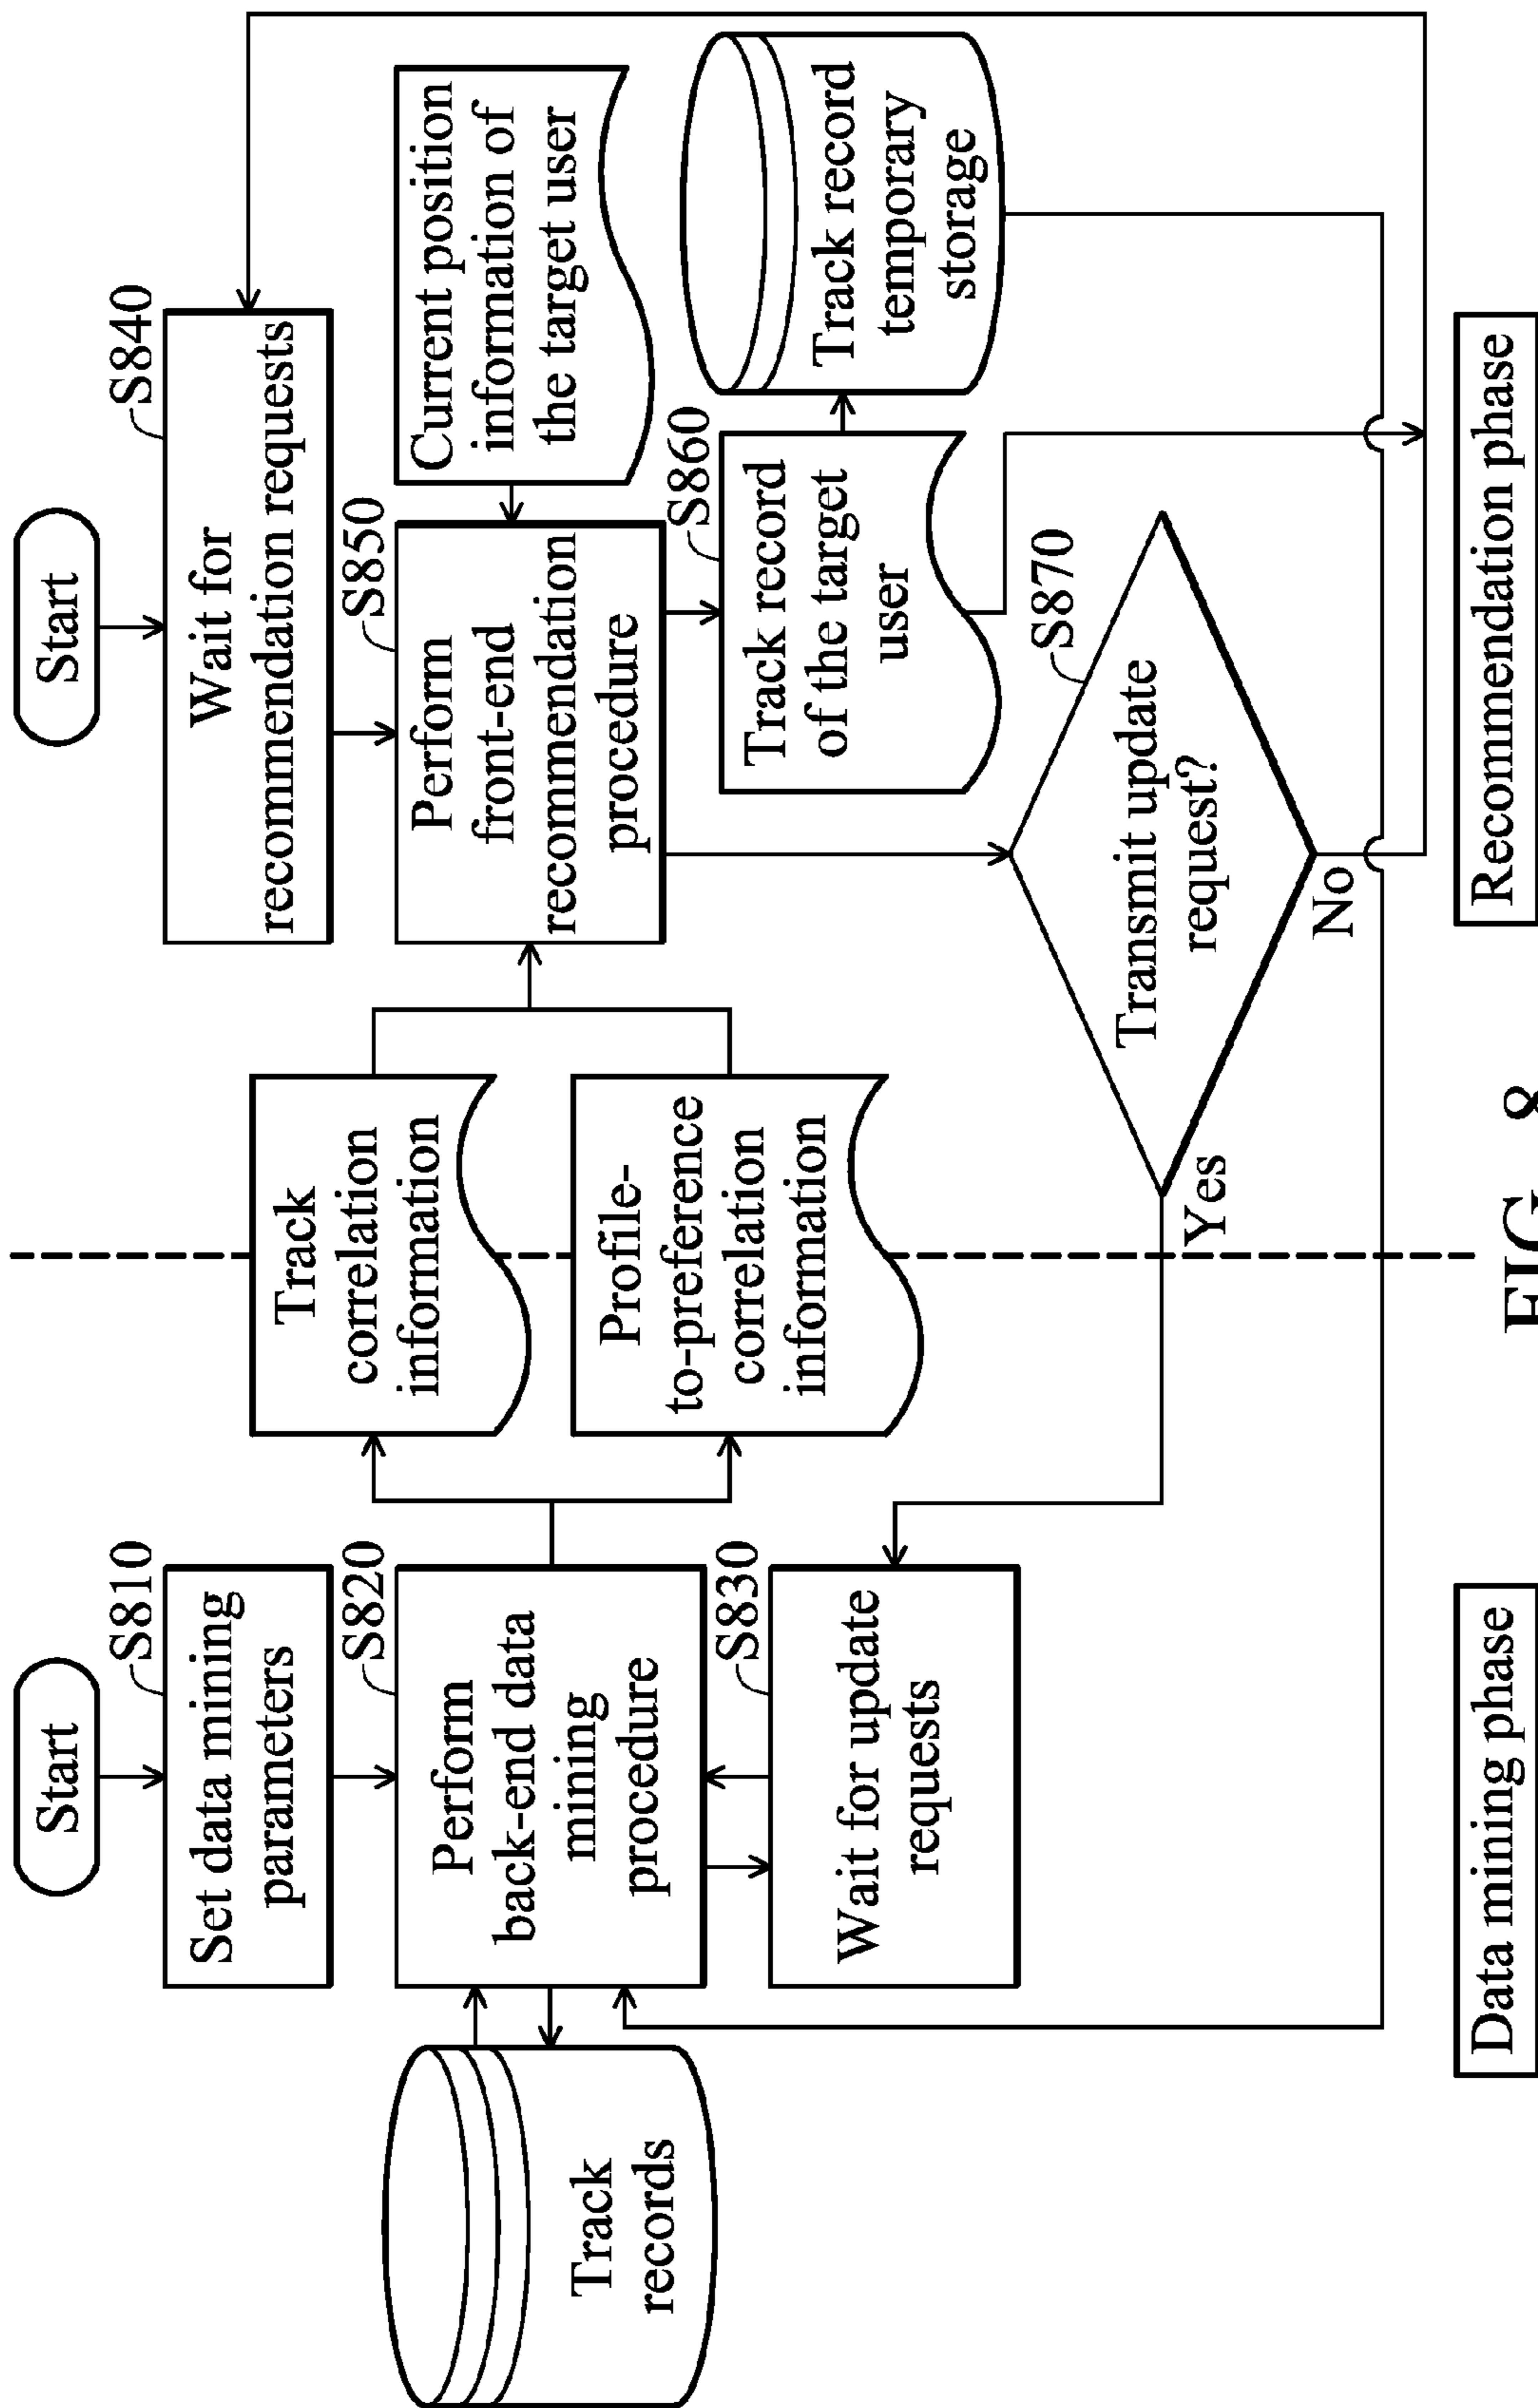 Start
S810
Set data mining
parameters
S820
Perform
back-end data
mining
procedure
S830
Wait for update
requests
Track
records
Track
correlation
information
Profile-
to-preference
correlation
information
Start
S840
Wait for
recommendation requests
S850
Perform
front-end
recommendation
procedure
Current position
information of
the target user
S860
Track record
of the target
user
Track record
temporary
storage
S870
Transmit update
request?
Yes
No
Data mining phase
Recommendation phase
FIG. 8